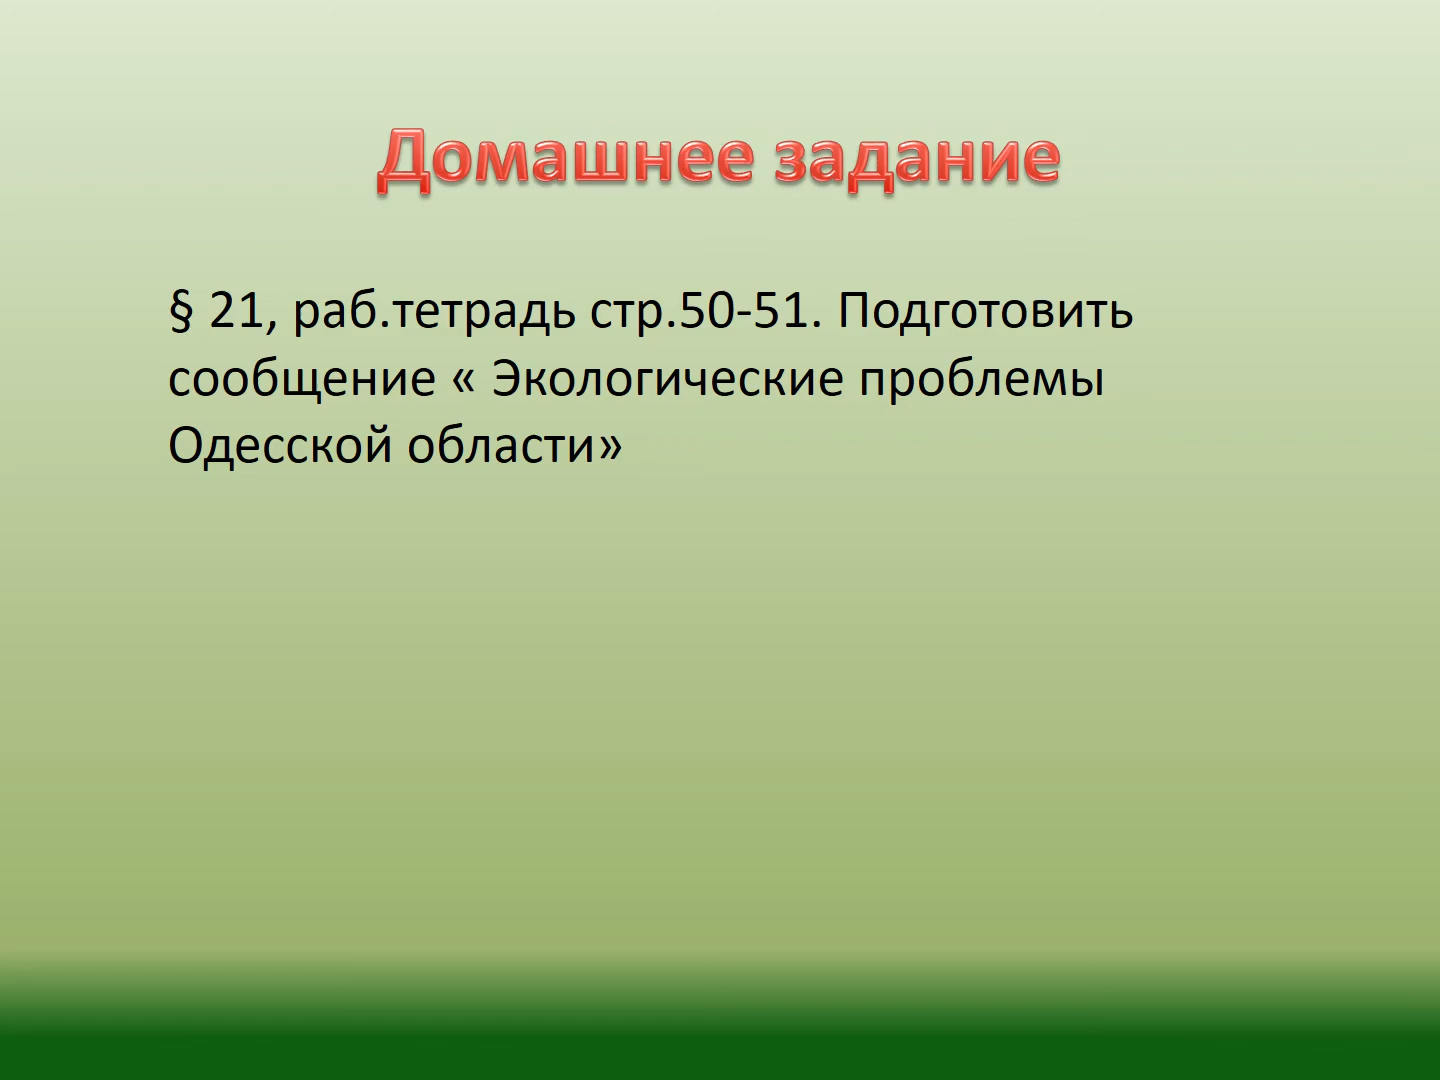 Домашнее задание
§ 21, раб.тетрадь стр.50-51. Подготовить
сообщение « Экологические проблемы
Одесской области»